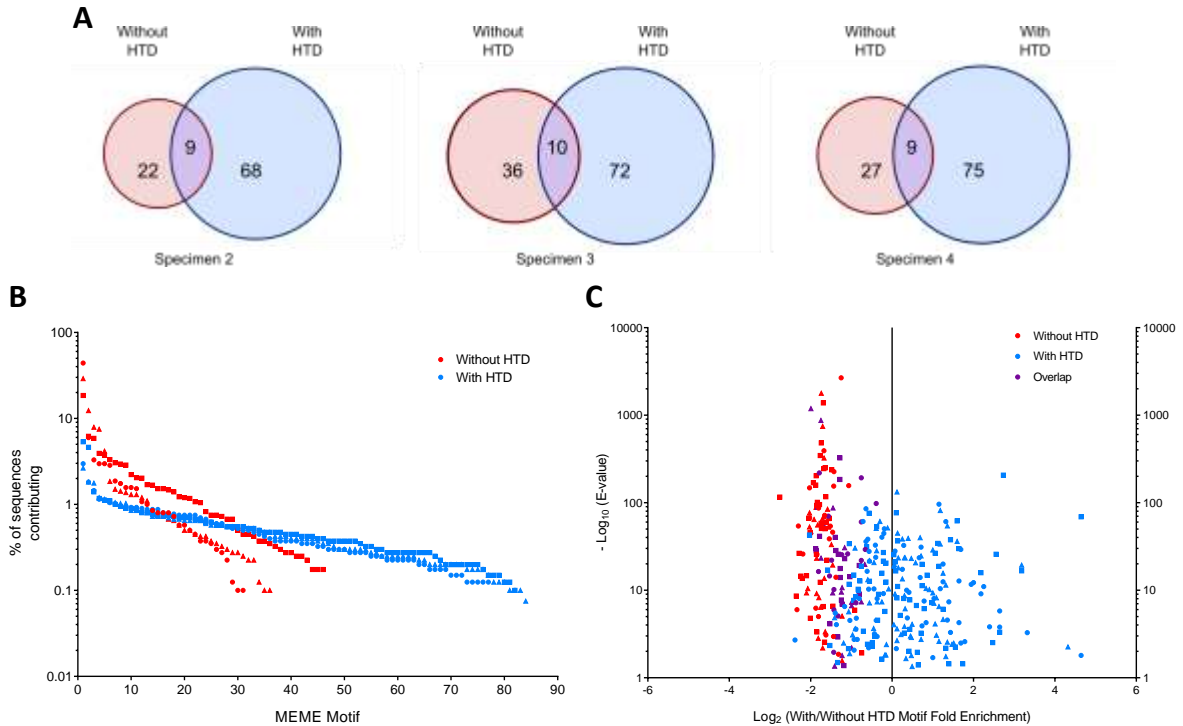 A
Without
HTD
With
HTD
Without
HTD
With
HTD
Without
HTD
With
HTD
22
9
68
36
10
72
27
9
75
Specimen 2
Specimen 3
Specimen 4
B
C
% of sequences
contributing
100
10
1
0.1
0.01
0
10
20
30
40
50
60
70
80
90
MEME Motif
Without HTD
With HTD
- Log10 (E-value)
10000
1000
100
10
1
10000
1000
100
10
1
Without HTD
With HTD
Overlap
-6
-4
-2
0
2
4
6
Log2 (With/Without HTD Motif Fold Enrichment)